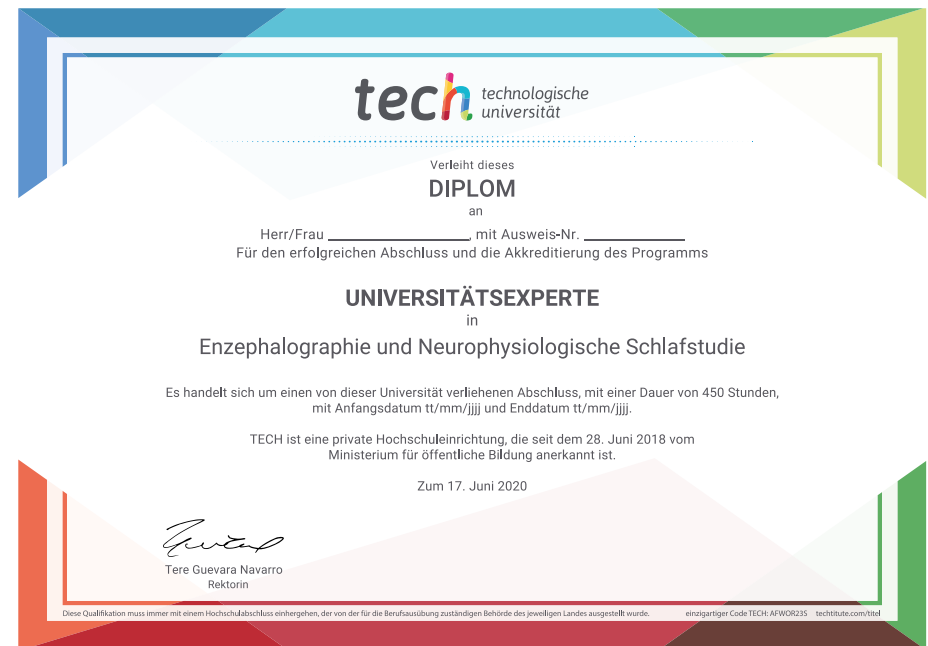 tech technologische
universität
Verleiht dieses
DIPLOM
an
Herr/Frau ________________, mit Ausweis-Nr. ____________
Für den erfolgreichen Abschluss und die Akkreditierung des Programms
UNIVERSITÄTSEXPERTE
in
Enzephalographie und Neurophysiologische Schlafstudie
Es handelt sich um einen von dieser Universität verliehenen Abschluss, mit einer Dauer von 450 Stunden,
mit Anfangsdatum tt/mm/jjjj und Enddatum tt/mm/jjjj.
TECH ist eine private Hochschuleinrichtung, die seit dem 28. Juni 2018 vom
Ministerium für öffentliche Bildung anerkannt ist.
Zum 17. Juni 2020
Tere Guevara Navarro
Rektorin
Diese Qualifikation muss immer mit einem Hochschulabschluss einhergehen, der von der für die Berufsausübung zuständigen Behörde des jeweiligen Landes ausgestellt wurde. einzigartiger Code TECH: AFWOR23S techtitute.com/titel